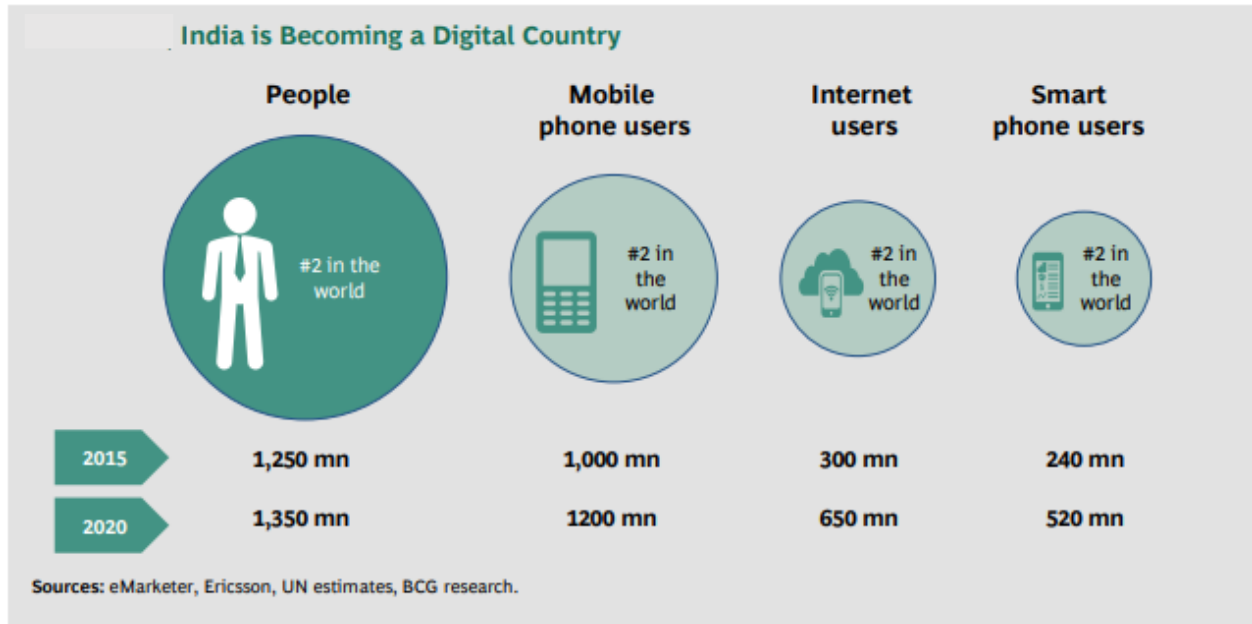 India is Becoming a Digital Country
People
Mobile
phone users
Internet
users
Smart
phone users
#2 in the
world
#2 in
the
world
#2 in
the
world
#2 in
the
world
2015 1,250 mn 1,000 mn 300 mn 240 mn
2020 1,350 mn 1200 mn 650 mn 520 mn
Sources: eMarketer, Ericsson, UN estimates, BCG research.